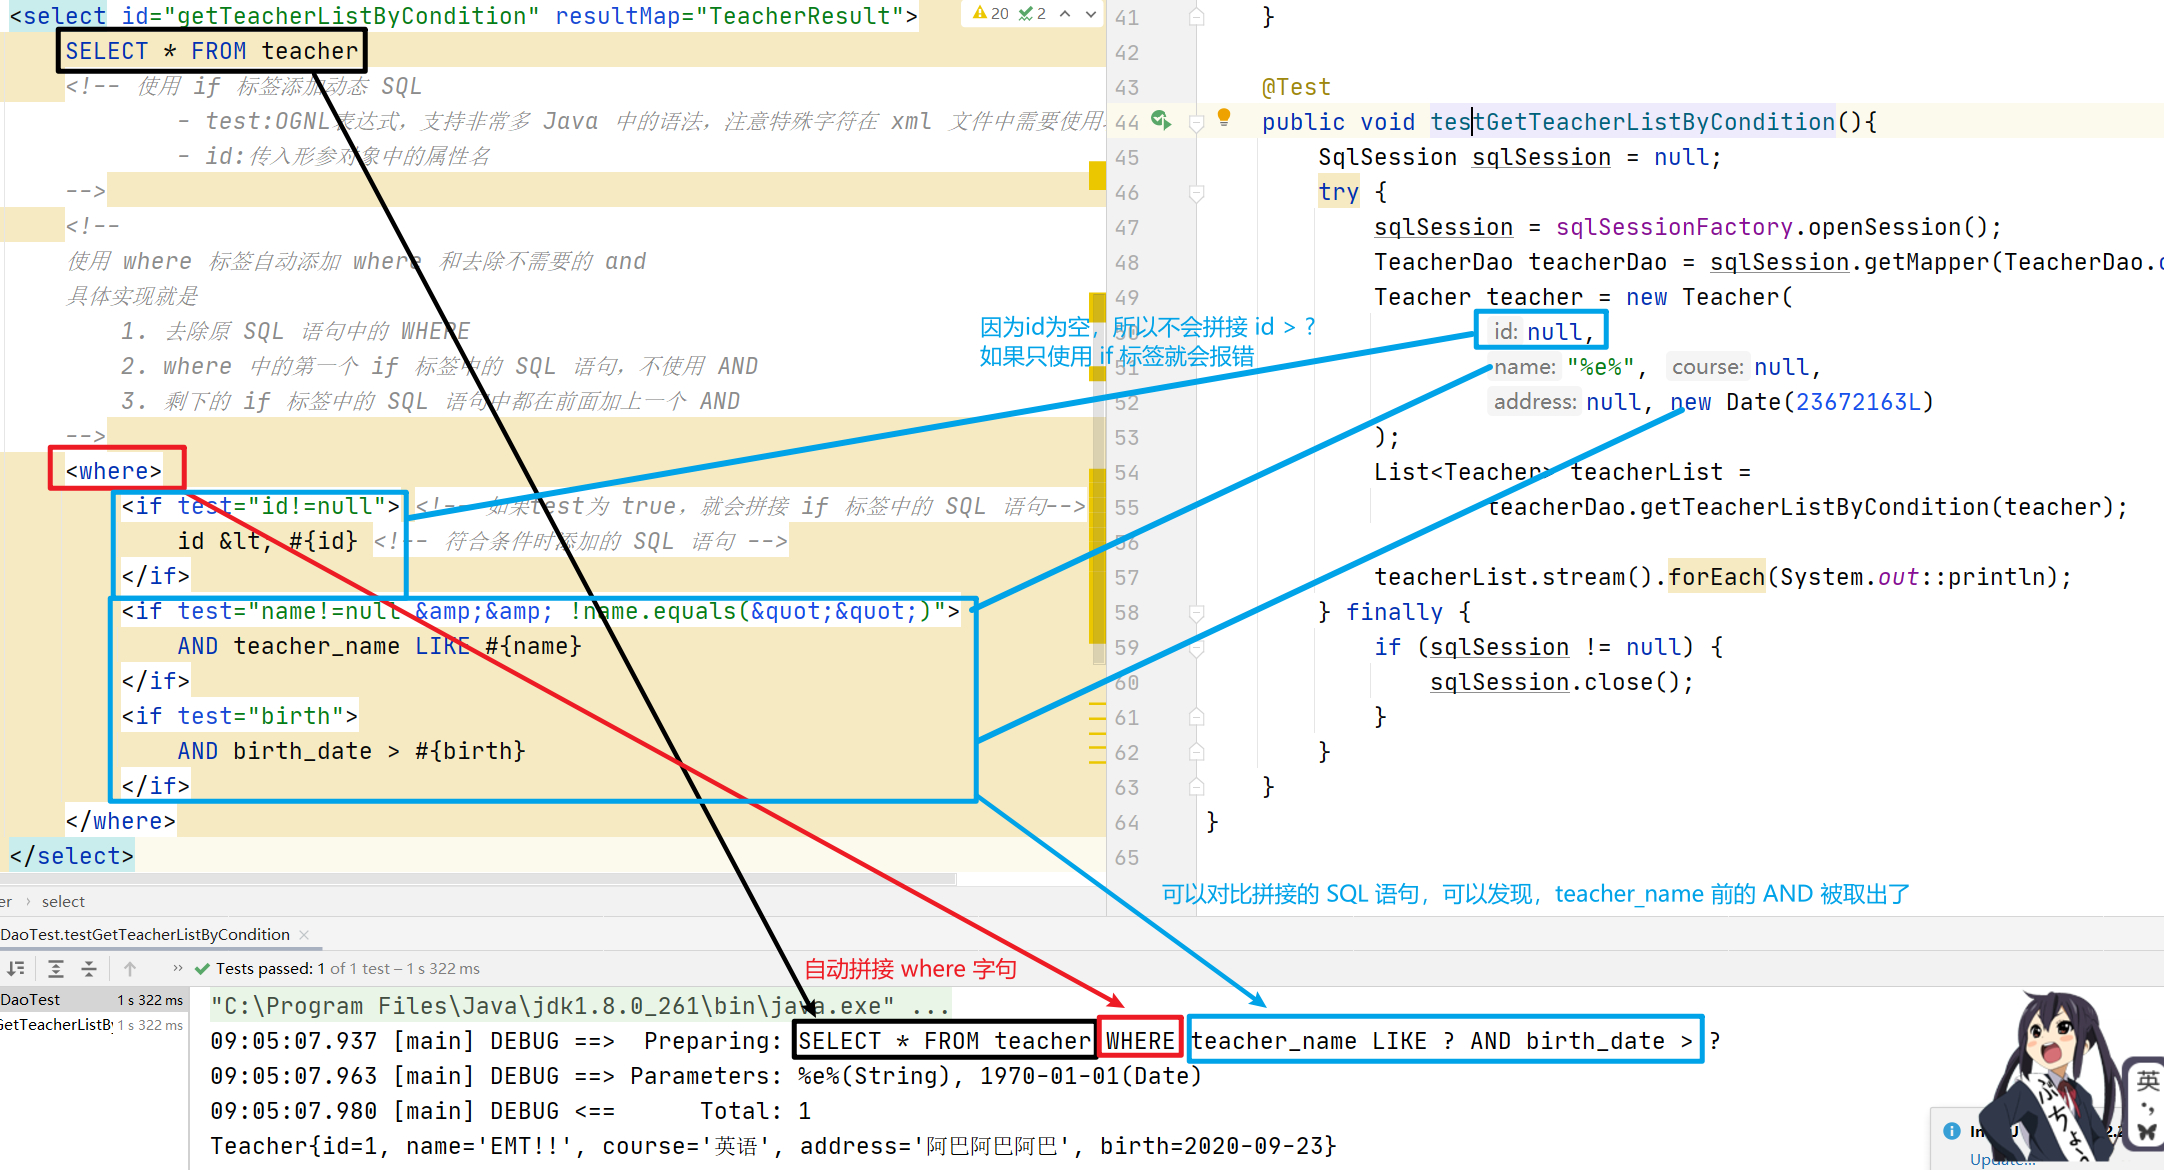 <select id="getTeacherListByCondition" resultMap="TeacherResult">
20 2
SELECT * FROM teacher
<!-- 使用 if 标签添加动态 SQL
- test:OGNL表达式，支持非常多 Java 中的语法，注意特殊字符在 xml 文件中需要使用
- id:传入形参对象中的属性名
-->
<!--
使用 where 标签自动添加 where 和去除不需要的 and
具体实现就是
1. 去除原 SQL 语句中的 WHERE
2. where 中的第一个 if 标签中的 SQL 语句，不使用 AND
3. 剩下的 if 标签中的 SQL 语句中都在前面加上一个 AND
-->
<where>
<if test="id!=null"> <!-- 如果test为 true，就会拼接 if 标签中的 SQL 语句-->
id &lt, #{id} <!-- 符合条件时添加的 SQL 语句 -->
</if>
<if test="name!=null &amp;&amp; !name.equals(&quot;&quot;)">
AND teacher_name LIKE #{name}
</if>
<if test="birth">
AND birth_date > #{birth}
</if>
</where>
</select>
er › select
41 }
42
43 @Test
44 public void testGetTeacherListByCondition(){
45 SqlSession sqlSession = null;
46 try {
47 sqlSession = sqlSessionFactory.openSession();
48 TeacherDao teacherDao = sqlSession.getMapper(TeacherDao.
49 Teacher teacher = new Teacher(
id: null,
51 name: "%e%", course: null,
52 address: null, new Date(23672163L)
53 );
54 List<Teacher> teacherList =
55 teacherDao.getTeacherListByCondition(teacher);
56
57 teacherList.stream().forEach(System.out::println);
58 } finally {
59 if (sqlSession != null) {
60 sqlSession.close();
61 }
62 }
63 }
64 }
65
因为id为空，所以不会拼接 id > ?
如果只使用 if 标签就会报错
可以对比拼接的 SQL 语句，可以发现，teacher_name 前的 AND 被取出了
DaoTest.testGetTeacherListByCondition ×
» Tests passed: 1 of 1 test – 1 s 322 ms
自动拼接 where 字句
DaoTest 1 s 322 ms
GetTeacherListBy 1 s 322 ms
"C:\Program Files\Java\jdk1.8.0_261\bin\java.exe" ...
09:05:07.937 [main] DEBUG ==> Preparing: SELECT * FROM teacher WHERE teacher_name LIKE ? AND birth_date > ?
09:05:07.963 [main] DEBUG ==> Parameters: %e%(String), 1970-01-01(Date)
09:05:07.980 [main] DEBUG <== Total: 1
Teacher{id=1, name='EMT!!', course='英语', address='阿巴阿巴阿巴', birth=2020-09-23}
ぶちょー
英
Update...